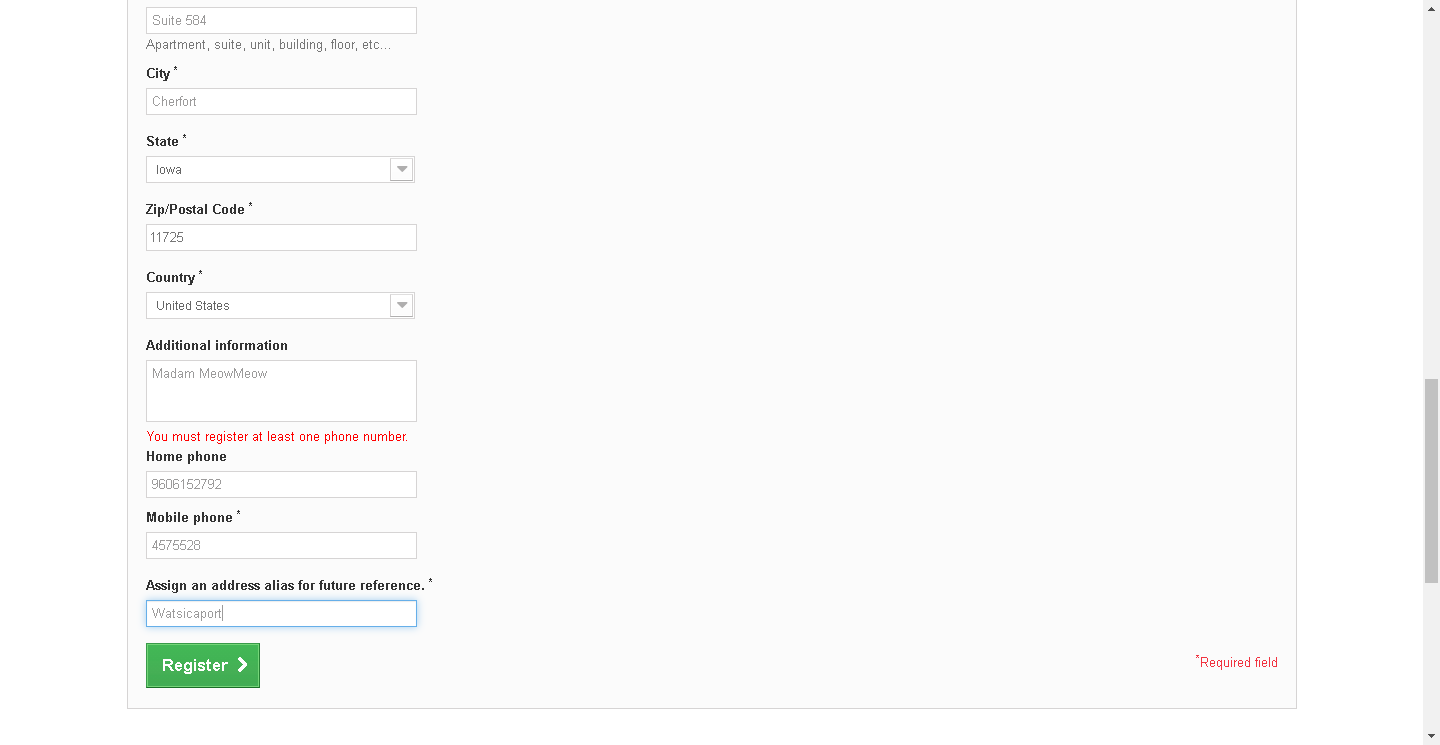 Suite 584
Apartment, suite, unit, building, floor, etc...
City *
Cherfort
State *
Iowa
Zip/Postal Code *
11725
Country *
United States
Additional information
Madam MeowMeow
You must register at least one phone number.
Home phone
9606152792
Mobile phone *
4575528
Assign an address alias for future reference. *
Watsicaport
Register
*Required field